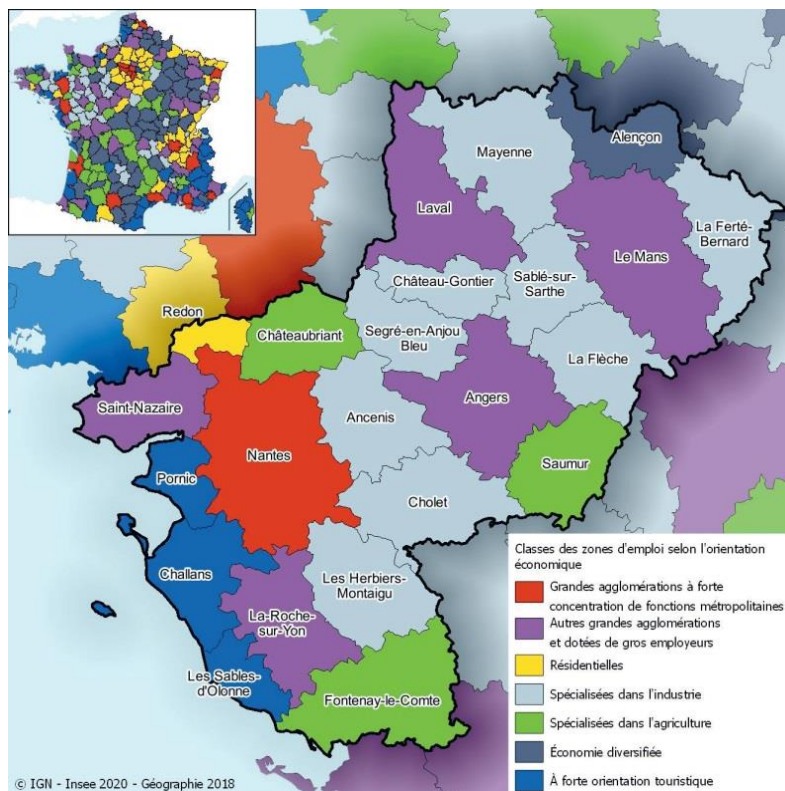 Alençon
Mayenne
Laval
La Ferté-
Bernard
Le Mans
Château-Gontier
Sablé-sur-
Sarthe
Redon
Châteaubriant
Segré-en-Anjou
Bleu
La Flèche
Saint-Nazaire
Ancenis
Angers
Nantes
Saumur
Pornic
Cholet
Challans
Les Herbiers-
Montaigu
La-Roche-
sur-Yon
Les Sables-
d'Olonne
Fontenay-le-Comte
Classes des zones d'emploi selon l'orientation
économique
Grandes agglomérations à forte
concentration de fonctions métropolitaines
Autres grandes agglomérations
et dotées de gros employeurs
Résidentielles
Spécialisées dans l'industrie
Spécialisées dans l'agriculture
Économie diversifiée
À forte orientation touristique
© IGN - Insee 2020 - Géographie 2018